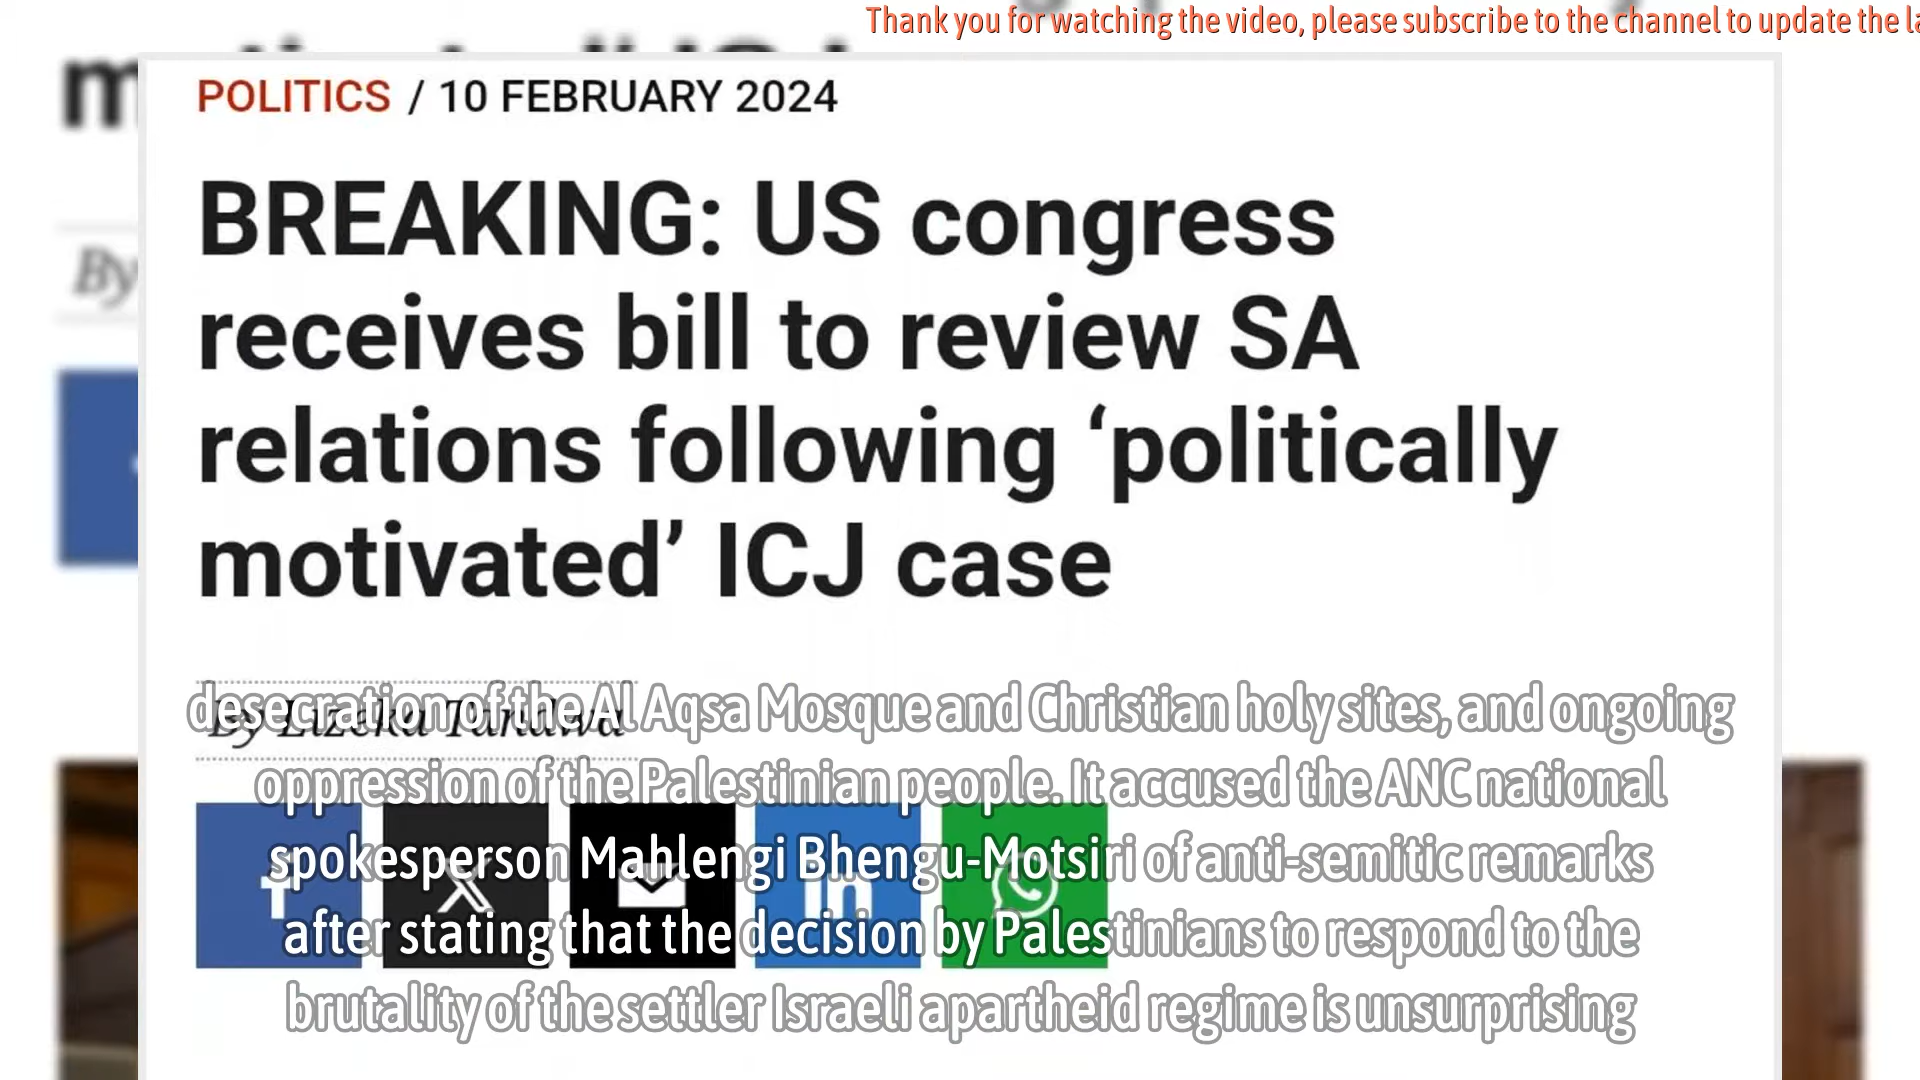 Thank you for watching the video, please subscribe to the channel to update the la
POLITICS / 10 FEBRUARY 2024
BREAKING: US congress
receives bill to review SA
relations following ‘politically
motivated’ ICJ case
By Lizeka Tandwa
desecration of the Al Aqsa Mosque and Christian holy sites, and ongoing
oppression of the Palestinian people. It accused the ANC national
spokesperson Mahlengi Bhengu-Motsiri of anti-semitic remarks
after stating that the decision by Palestinians to respond to the
brutality of the settler Israeli apartheid regime is unsurprising
By